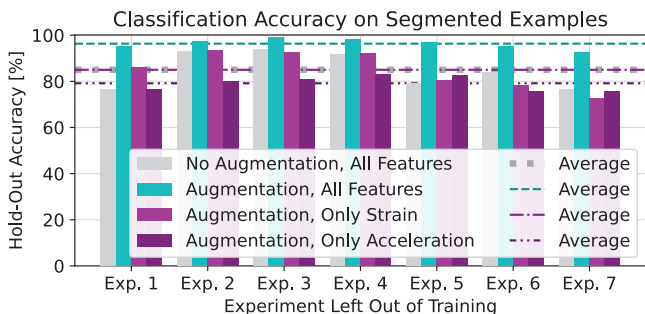 Classification Accuracy on Segmented Examples
Hold-Out Accuracy [%]
100
80
60
40
20
0
No Augmentation, All Features
Augmentation, All Features
Augmentation, Only Strain
Augmentation, Only Acceleration
Average
Average
Average
Average
Exp. 1 Exp. 2 Exp. 3 Exp. 4 Exp. 5 Exp. 6 Exp. 7
Experiment Left Out of Training